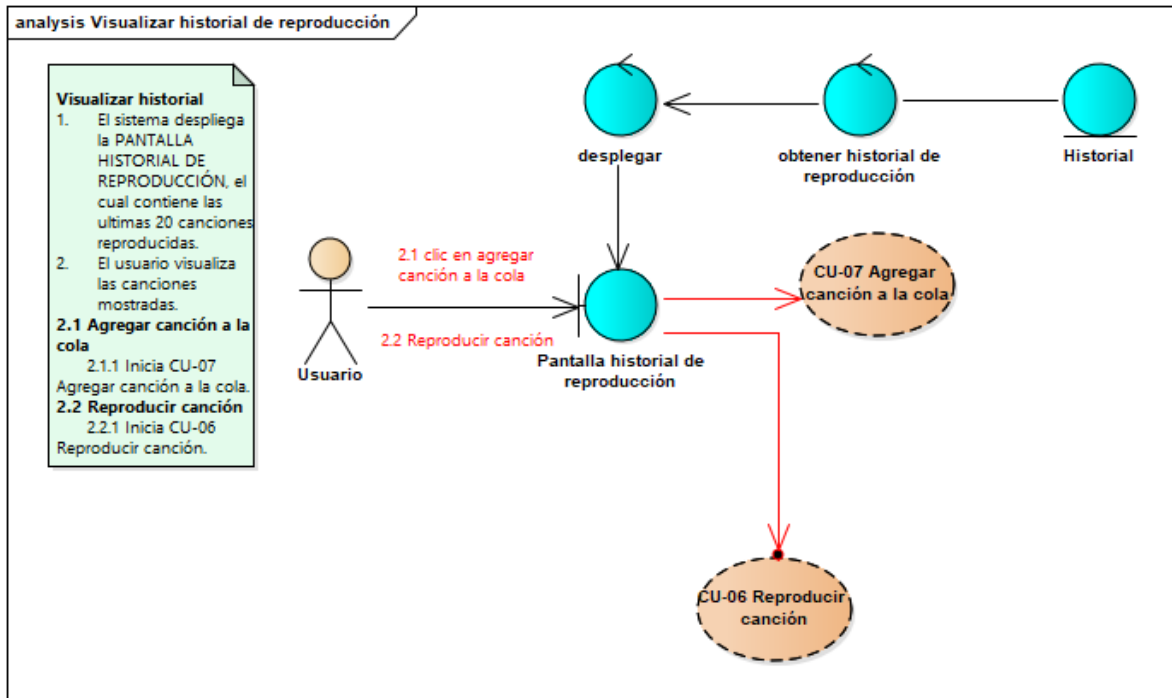 analysis Visualizar historial de reproducción
Visualizar historial
1. El sistema despliega
la PANTALLA
HISTORIAL DE
REPRODUCCIÓN, el
cual contiene las
ultimas 20 canciones
reproducidas.
2. El usuario visualiza
las canciones
mostradas.
2.1 Agregar canción a la
cola
2.1.1 Inicia CU-07
Agregar canción a la cola.
2.2 Reproducir canción
2.2.1 Inicia CU-06
Reproducir canción.
desplegar
obtener historial de
reproducción
Historial
2.1 clic en agregar
canción a la cola
2.2 Reproducir canción
Usuario
Pantalla historial de
reproducción
CU-07 Agregar
canción a la cola
CU-06 Reproducir
canción